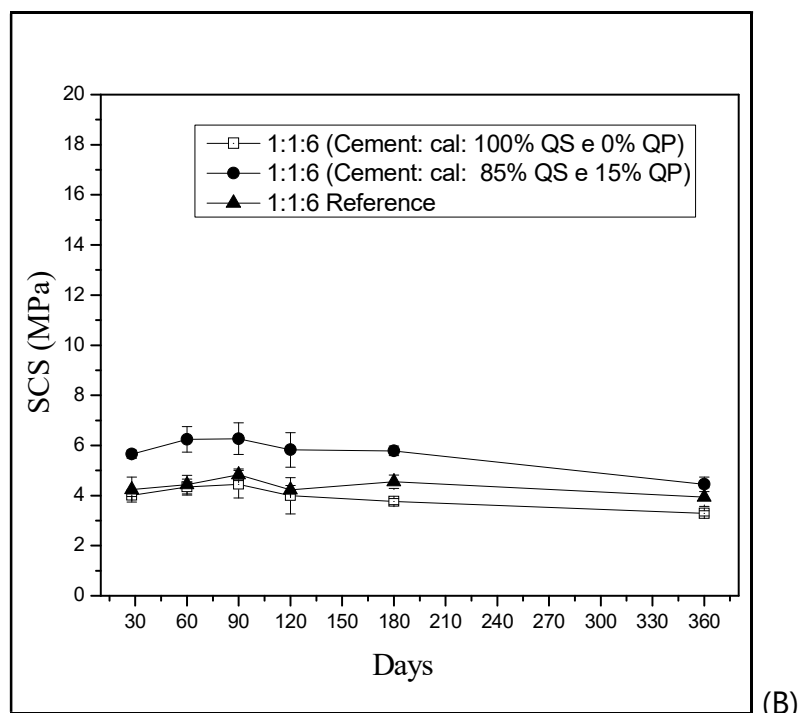 20
18
16
14
12
10
8
6
4
2
0
SCS (MPa)
1:1:6 (Cement: cal: 100% QS e 0% QP)
1:1:6 (Cement: cal:  85% QS e 15% QP)
1:1:6 Reference
30 60 90 120 150 180 210 240 270 300 330 360
Days
(B)